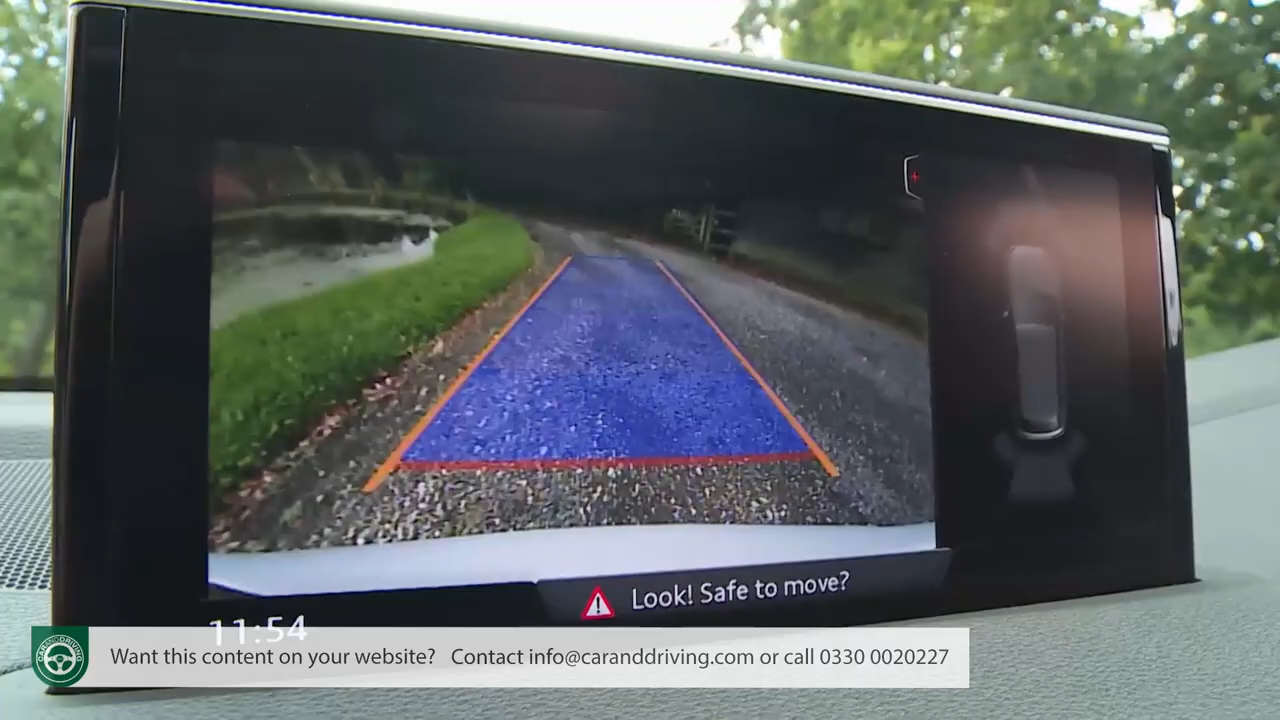 Look! Safe to move?
11:54
CARANDDRIVING
Want this content on your website? Contact info@caranddriving.com or call 0330 0020227